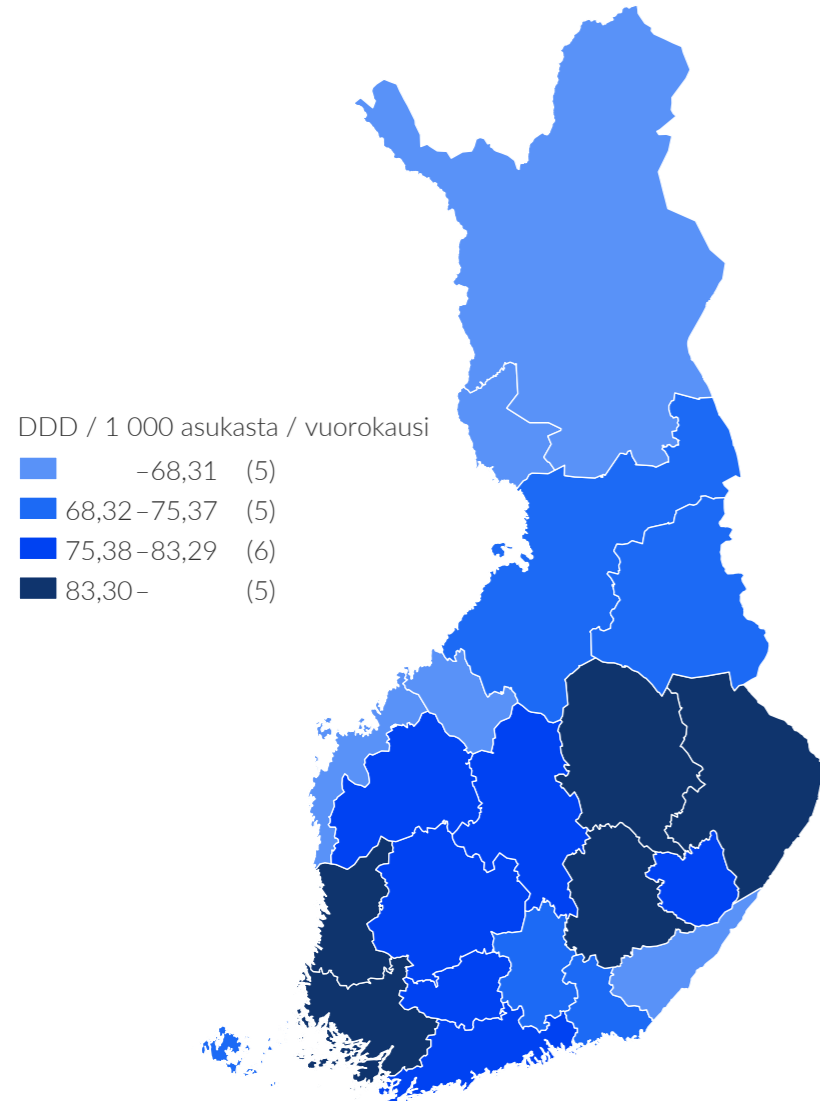 DDD / 1 000 asukasta / vuorokausi
–68,31 (5)
68,32–75,37 (5)
75,38–83,29 (6)
83,30– (5)